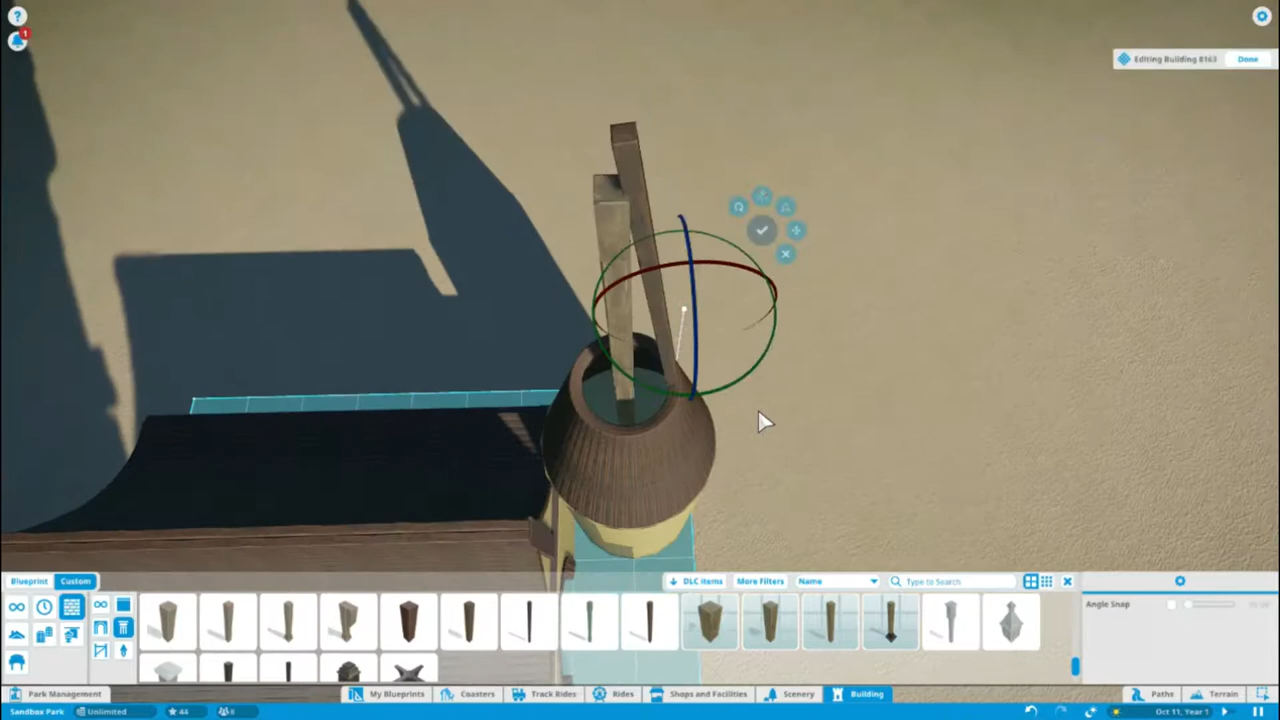 ?
1
Editing Building 8163 Done
Blueprint Custom
DLC Items More Filters Name Type to Search
Angle Snap
Park Management My Blueprints Coasters Track Rides Rides Shops and Facilities Scenery Building Paths Terrain
Sandbox Park Unlimited 44 8 Oct 11, Year 1